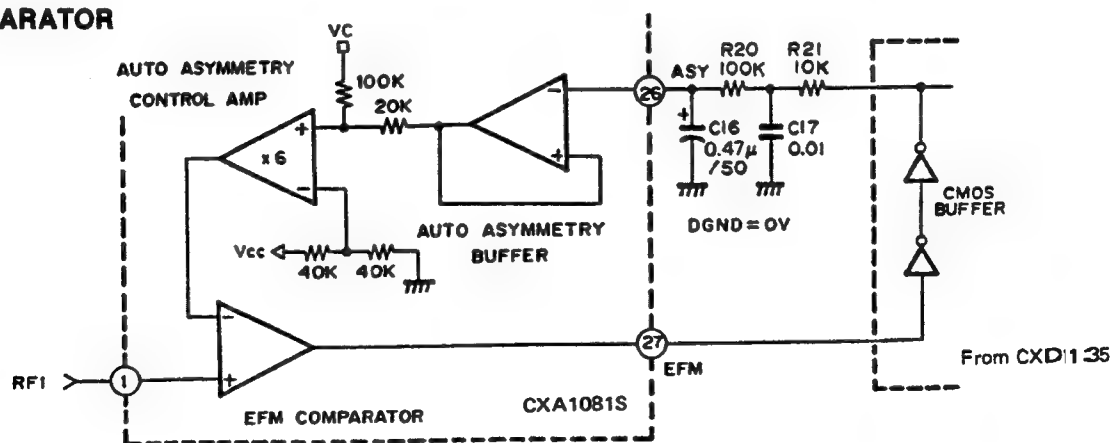 ARATOR
VC
AUTO ASYMMETRY
CONTROL AMP
100K
20K
+
x 6
-
-
+
26
ASY
R20
100K
R21
10K
+
C16
0.47μ
/50
C17
0.01
CMOS
BUFFER
AUTO ASYMMETRY
BUFFER
DGND=0V
Vcc
40K
40K
-
+
RF1
1
27
EFM
From CXD1135
EFM COMPARATOR
CXA1081S